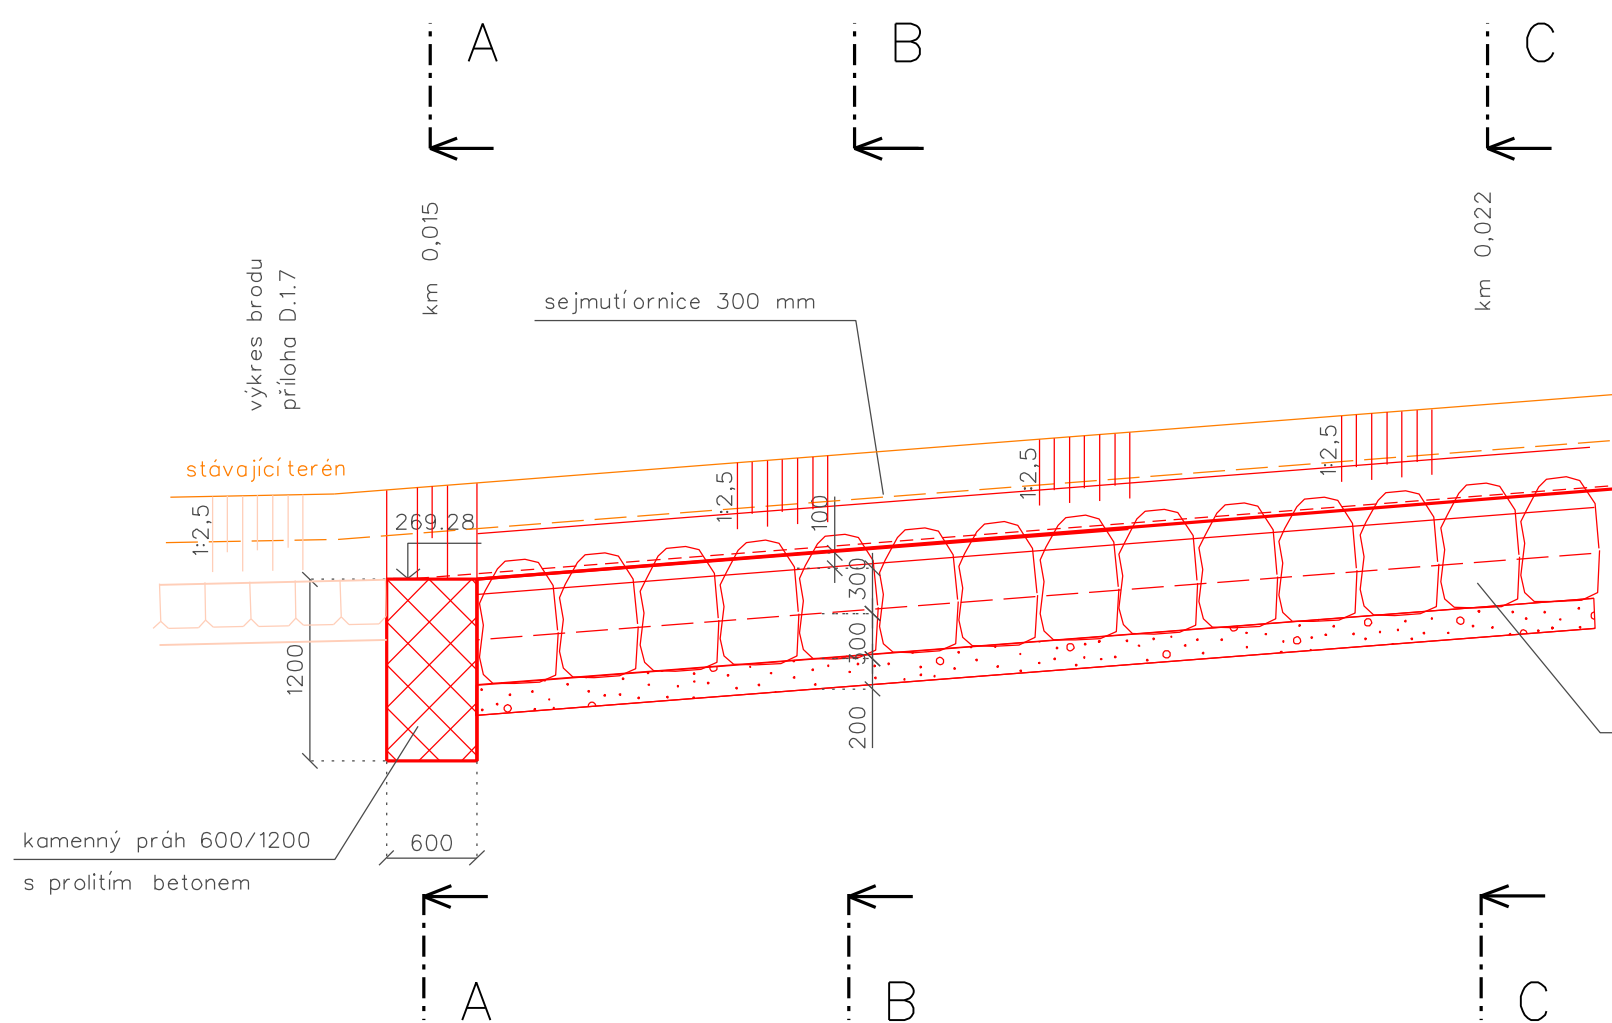 A
B
C
km 0,015
km 0,022
výkres brodu
příloha D.1.7
sejmutí ornice 300 mm
stávající terén
1:2,5
1:2,5
1:2,5
1:2,5
269.28
100
300
300
200
1200
600
kamenný práh 600/1200
s prolitím betonem
A
B
C